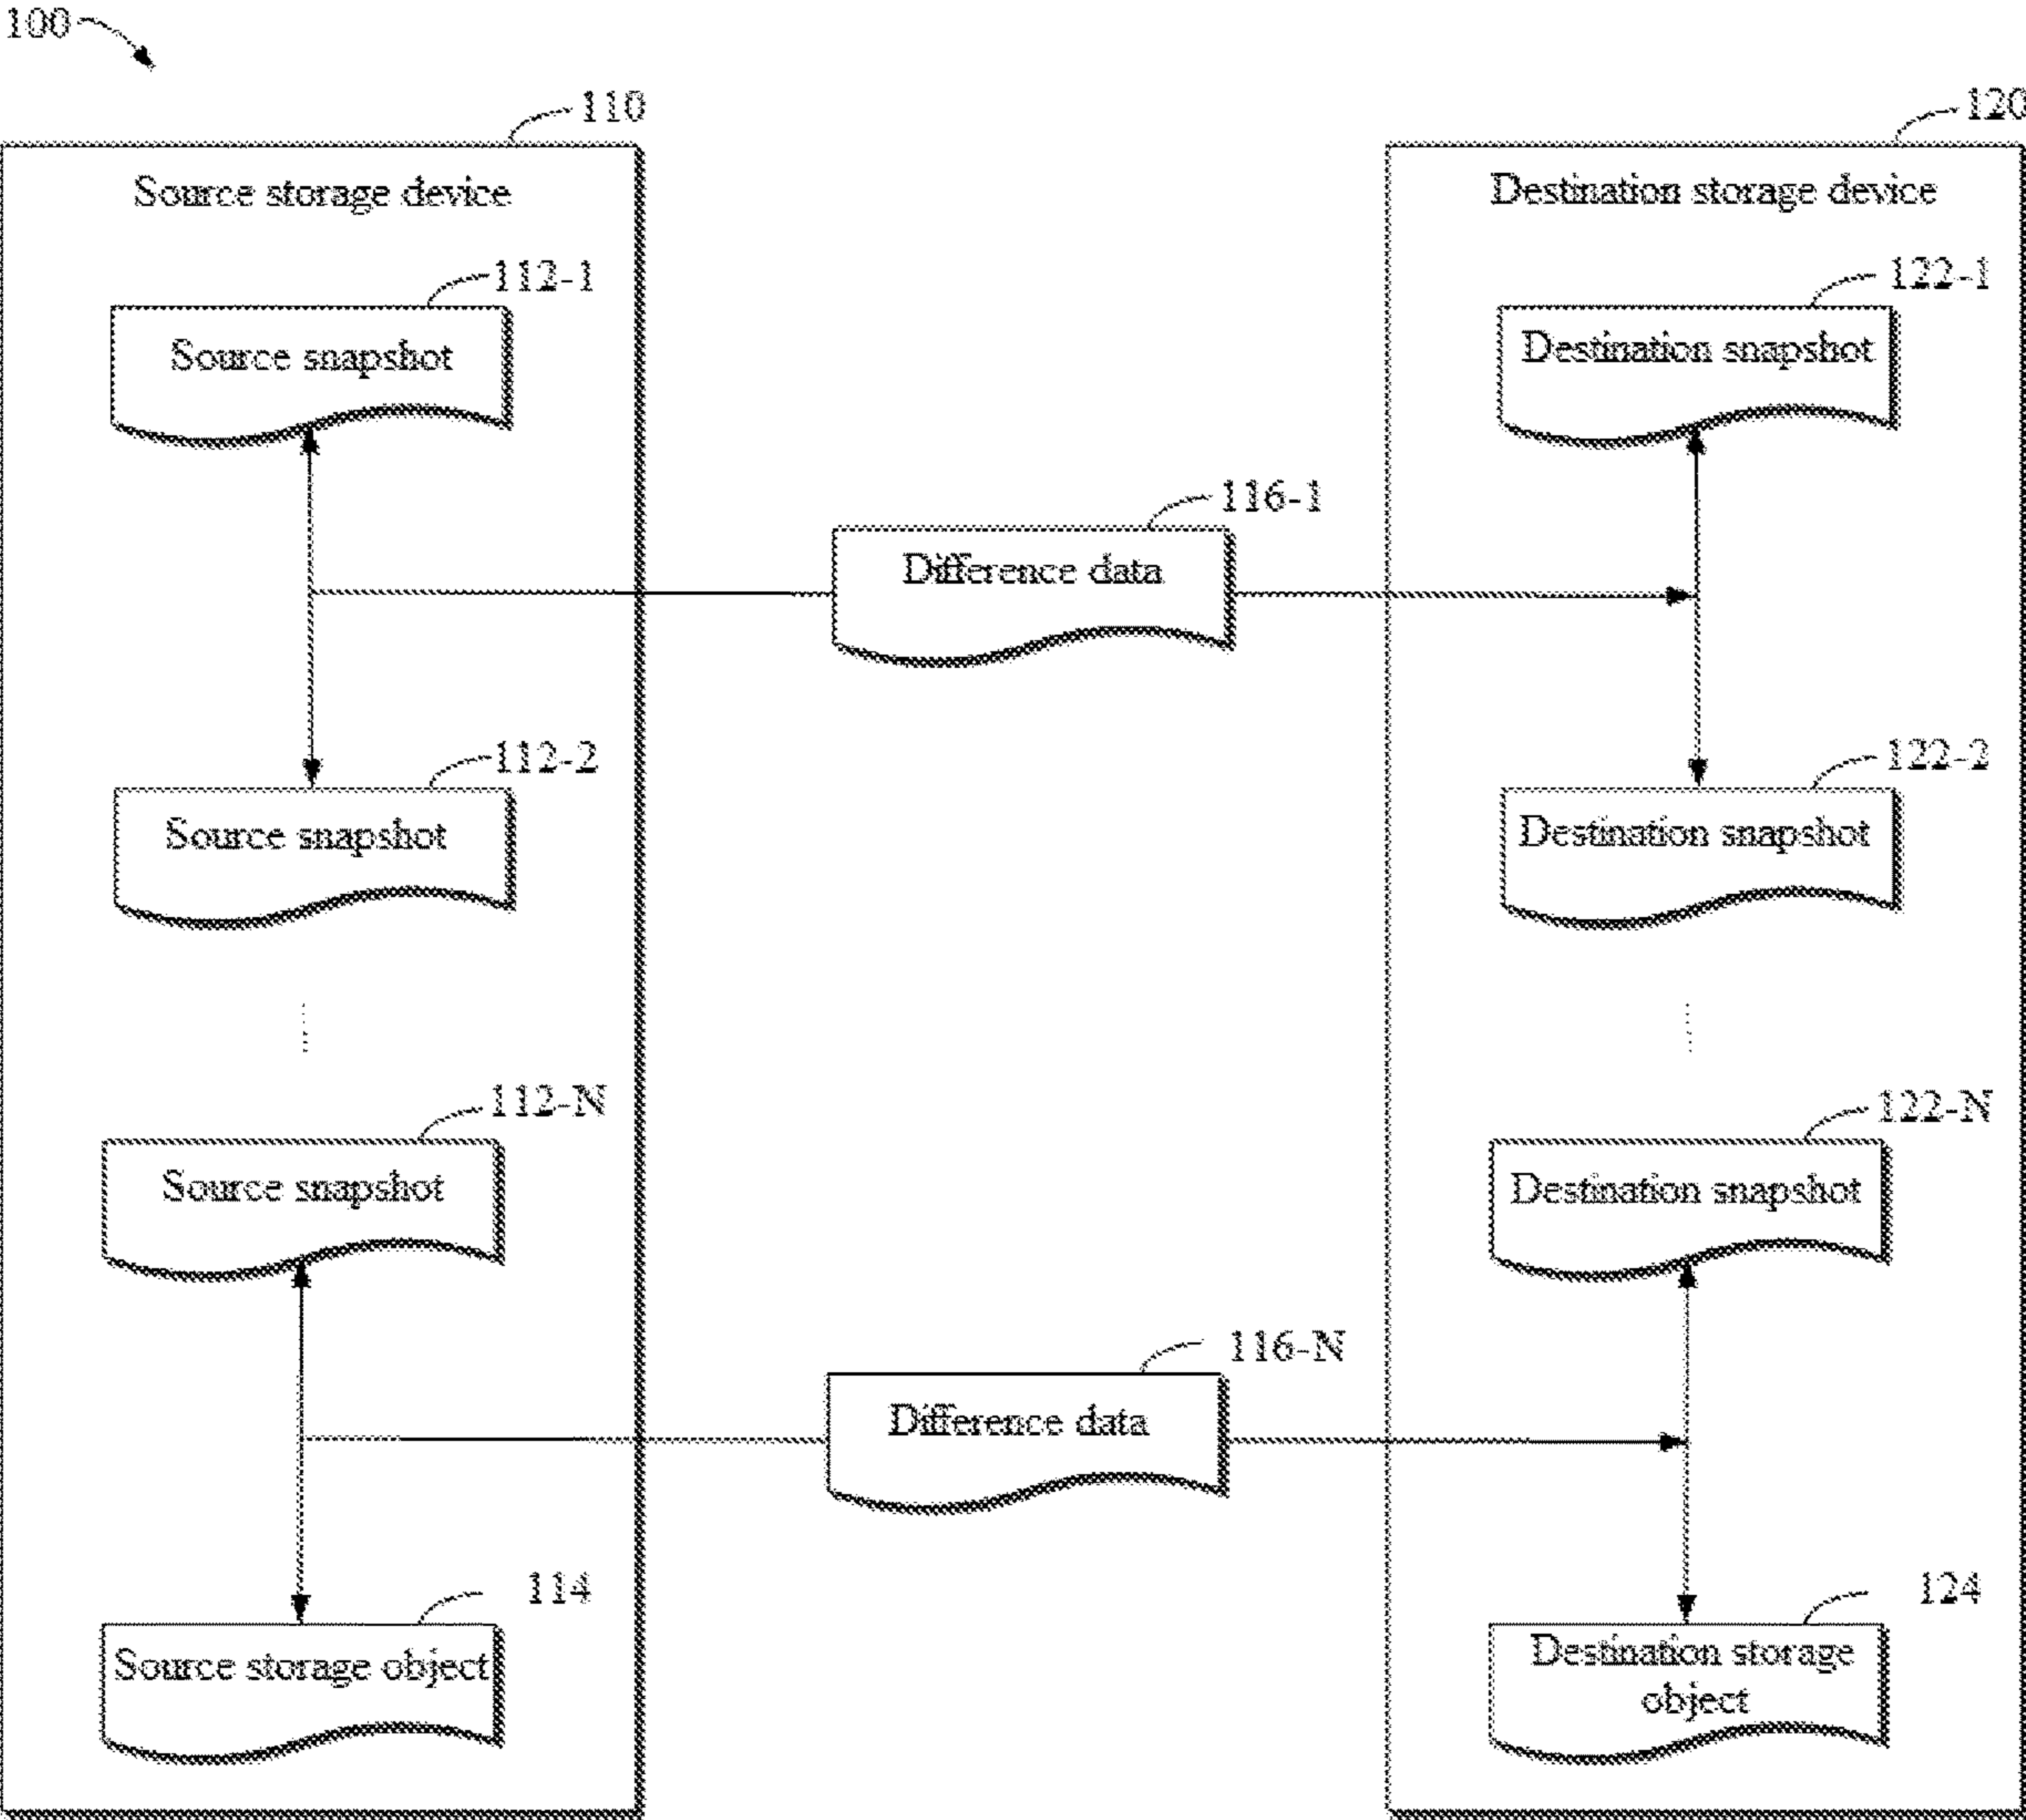 100
110
120
Source storage device
Destination storage device
112-1
122-1
Source snapshot
Destination snapshot
116-1
Difference data
112-2
122-2
Source snapshot
Destination snapshot
112-N
122-N
Source snapshot
Destination snapshot
116-N
Difference data
114
124
Source storage object
Destination storage
object